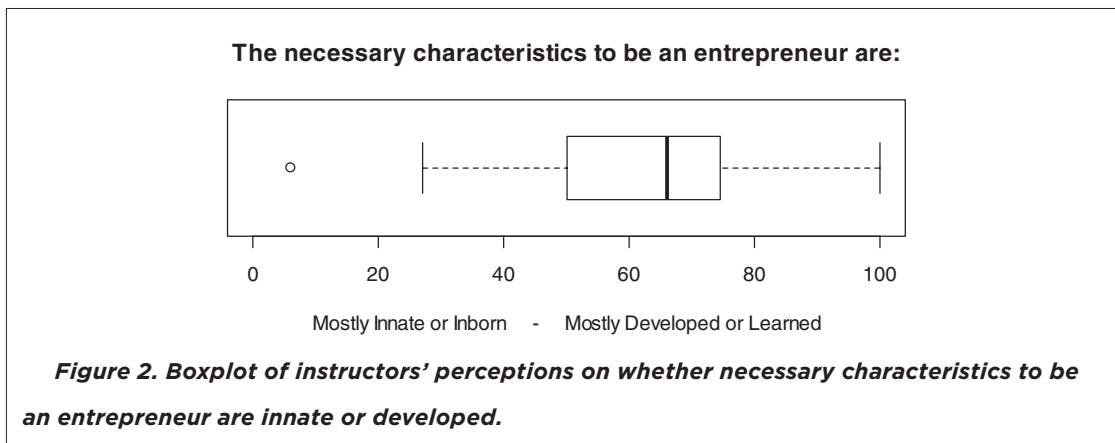 The necessary characteristics to be an entrepreneur are:
0 20 40 60 80 100
Mostly Innate or Inborn - Mostly Developed or Learned
Figure 2. Boxplot of instructors’ perceptions on whether necessary characteristics to be
an entrepreneur are innate or developed.